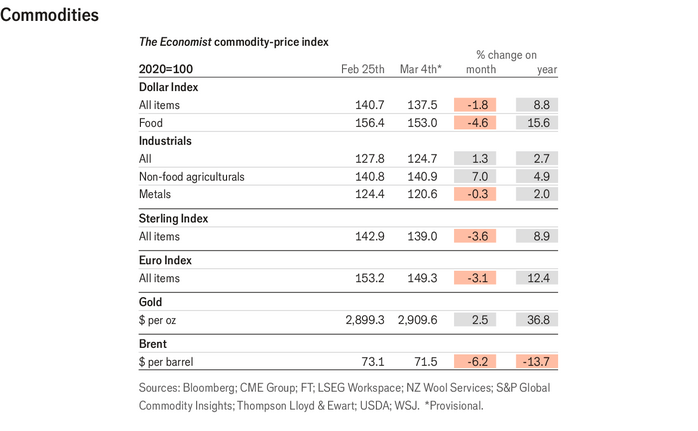 Commodities
The Economist commodity-price index
% change on
2020=100 Feb 25th Mar 4th* month year
Dollar Index
All items 140.7 137.5 -1.8 8.8
Food 156.4 153.0 -4.6 15.6
Industrials
All 127.8 124.7 1.3 2.7
Non-food agriculturals 140.8 140.9 7.0 4.9
Metals 124.4 120.6 -0.3 2.0
Sterling Index
All items 142.9 139.0 -3.6 8.9
Euro Index
All items 153.2 149.3 -3.1 12.4
Gold
$ per oz 2,899.3 2,909.6 2.5 36.8
Brent
$ per barrel 73.1 71.5 -6.2 -13.7
Sources: Bloomberg; CME Group; FT; LSEG Workspace; NZ Wool Services; S&P Global
Commodity Insights; Thompson Lloyd & Ewart; USDA; WSJ. *Provisional.